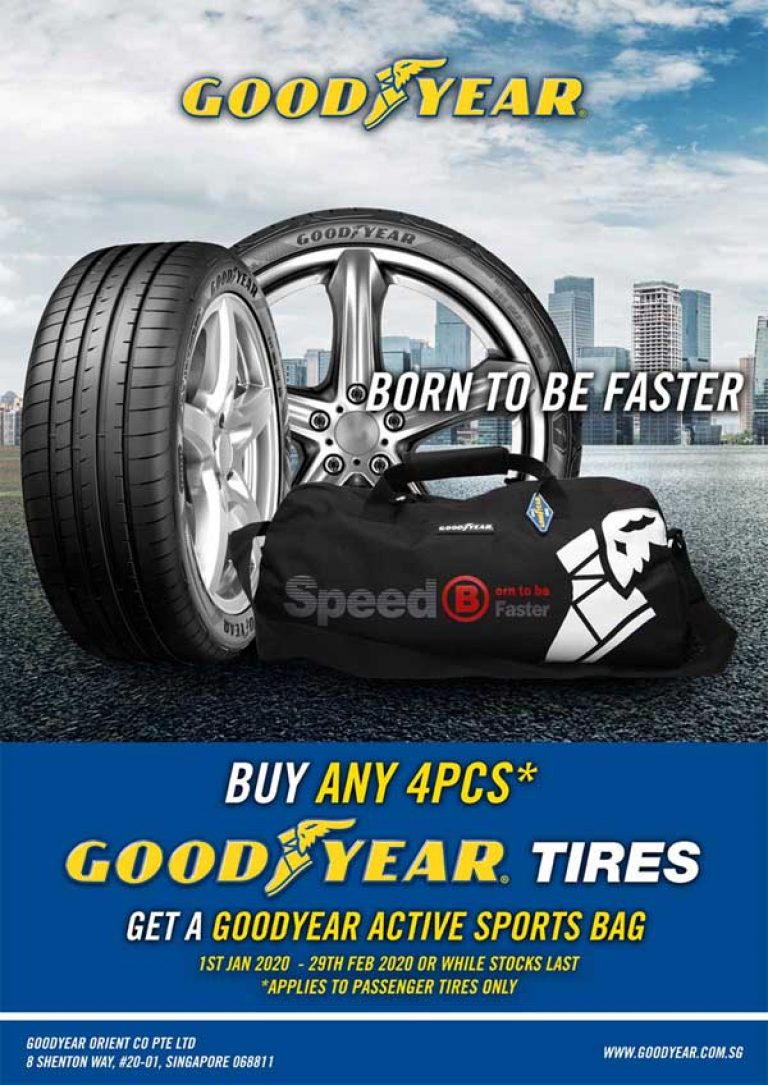 GOODYEAR
GOODYEAR
GOODYEAR
BORN TO BE FASTER
GOODYEAR
Speed B orn to be
Faster
GOODYEAR
BUY ANY 4PCS*
GOODYEAR® TIRES
GET A GOODYEAR ACTIVE SPORTS BAG
1ST JAN 2020 - 29TH FEB 2020 OR WHILE STOCKS LAST
*APPLIES TO PASSENGER TIRES ONLY
GOODYEAR ORIENT CO PTE LTD
8 SHENTON WAY, #20-01, SINGAPORE 068811
WWW.GOODYEAR.COM.SG